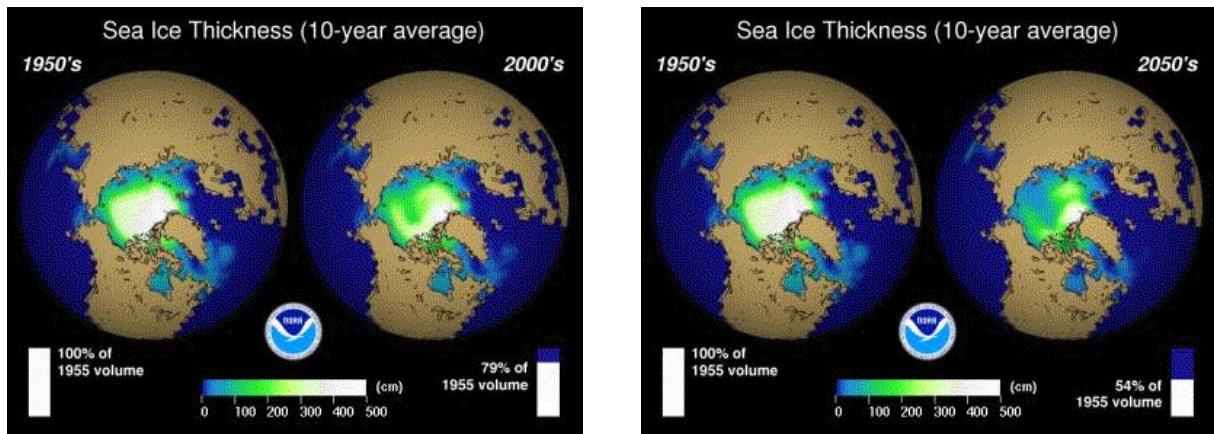 Sea Ice Thickness (10-year average)
1950's
2000's
100% of
1955 volume
NOAA
79% of
1955 volume
(cm)
0 100 200 300 400 500
Sea Ice Thickness (10-year average)
1950's
2050's
100% of
1955 volume
NOAA
54% of
1955 volume
(cm)
0 100 200 300 400 500